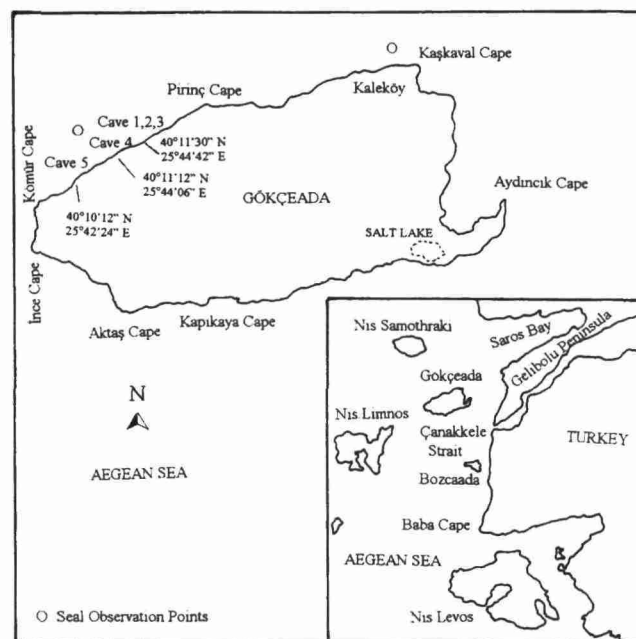 Kaşkaval Cape
Pirinç Cape
Kaleköy
Cave 1,2,3
40°11'30" N
25°44'42" E
Cave 4
Cave 5
40°11'12" N
25°44'06" E
Kömür Cape
Aydıncık Cape
GÖKÇEADA
40°10'12" N
25°42'24" E
SALT LAKE
İnce Cape
Aktaş Cape
Kapıkaya Cape
N
AEGEAN SEA
O Seal Observation Points
Nıs Samothraki
Saros Bay
Gelibolu Peninsula
Gökçeada
Nıs Limnos
Çanakkele
Strait
TURKEY
Bozcaada
Baba Cape
AEGEAN SEA
Nıs Levos